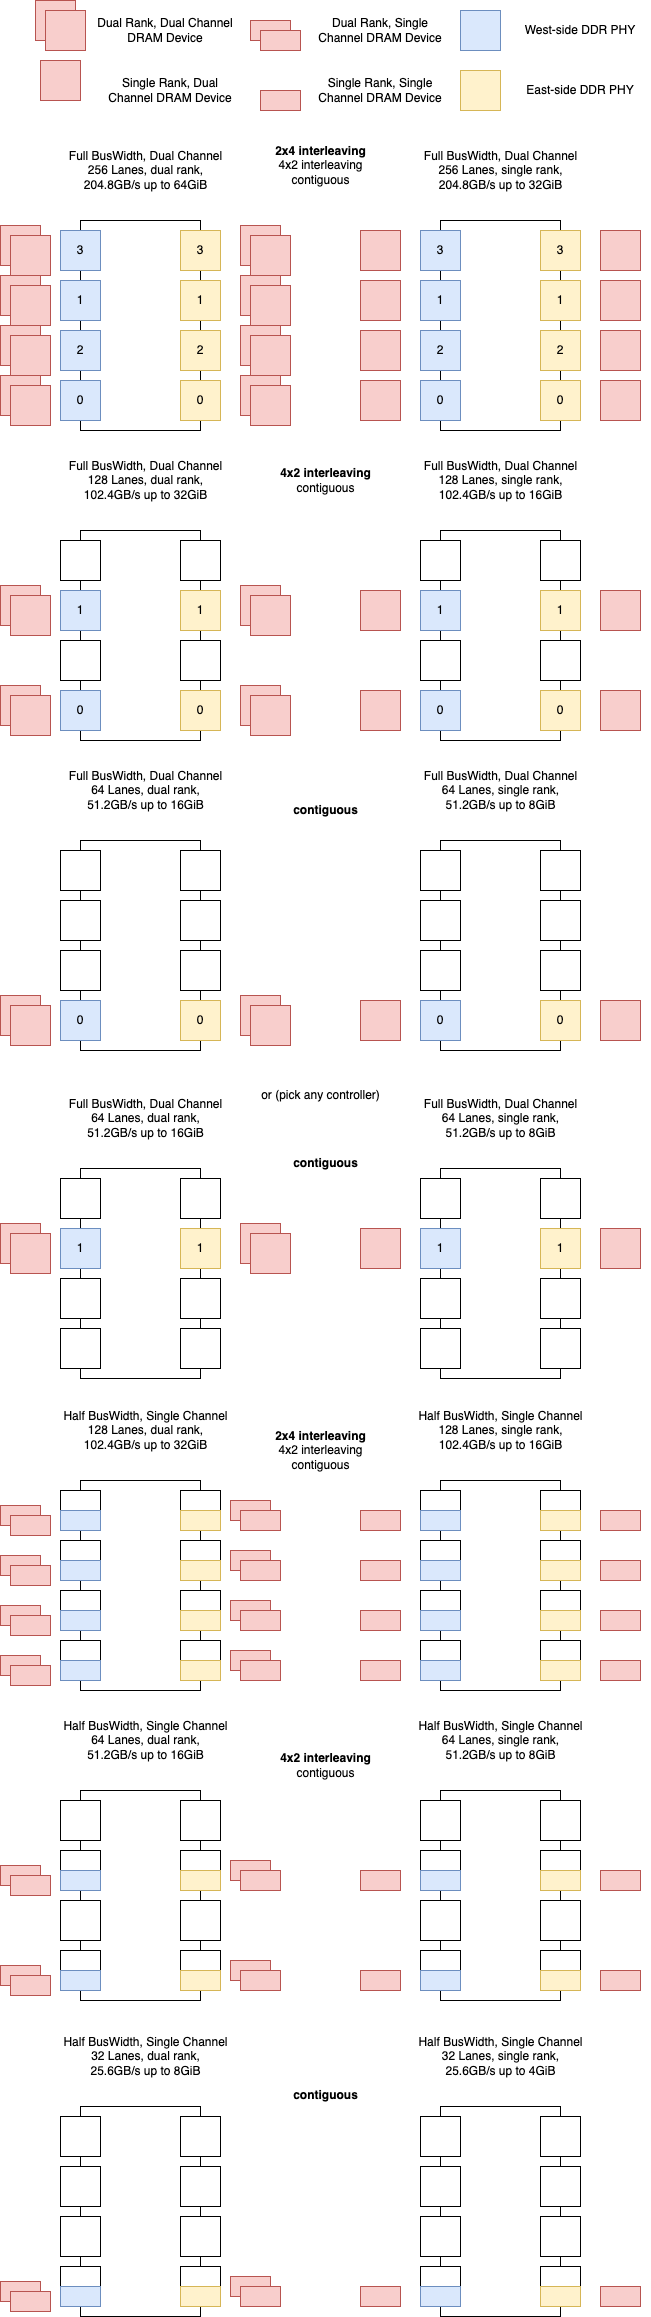 Dual Rank, Dual Channel
DRAM Device
Dual Rank, Single
Channel DRAM Device
West-side DDR PHY
Single Rank, Dual
Channel DRAM Device
Single Rank, Single
Channel DRAM Device
East-side DDR PHY
Full BusWidth, Dual Channel
256 Lanes, dual rank,
204.8GB/s up to 64GiB
2x4 interleaving
4x2 interleaving
contiguous
Full BusWidth, Dual Channel
256 Lanes, single rank,
204.8GB/s up to 32GiB
3 3 3 3
1 1 1 1
2 2 2 2
0 0 0 0
Full BusWidth, Dual Channel
128 Lanes, dual rank,
102.4GB/s up to 32GiB
4x2 interleaving
contiguous
Full BusWidth, Dual Channel
128 Lanes, single rank,
102.4GB/s up to 16GiB
1 1 1 1
0 0 0 0
Full BusWidth, Dual Channel
64 Lanes, dual rank,
51.2GB/s up to 16GiB
contiguous
Full BusWidth, Dual Channel
64 Lanes, single rank,
51.2GB/s up to 8GiB
0 0 0 0
or (pick any controller)
Full BusWidth, Dual Channel
64 Lanes, dual rank,
51.2GB/s up to 16GiB
contiguous
Full BusWidth, Dual Channel
64 Lanes, single rank,
51.2GB/s up to 8GiB
1 1 1 1
Half BusWidth, Single Channel
128 Lanes, dual rank,
102.4GB/s up to 32GiB
2x4 interleaving
4x2 interleaving
contiguous
Half BusWidth, Single Channel
128 Lanes, single rank,
102.4GB/s up to 16GiB
Half BusWidth, Single Channel
64 Lanes, dual rank,
51.2GB/s up to 16GiB
4x2 interleaving
contiguous
Half BusWidth, Single Channel
64 Lanes, single rank,
51.2GB/s up to 8GiB
Half BusWidth, Single Channel
32 Lanes, dual rank,
25.6GB/s up to 8GiB
contiguous
Half BusWidth, Single Channel
32 Lanes, single rank,
25.6GB/s up to 4GiB